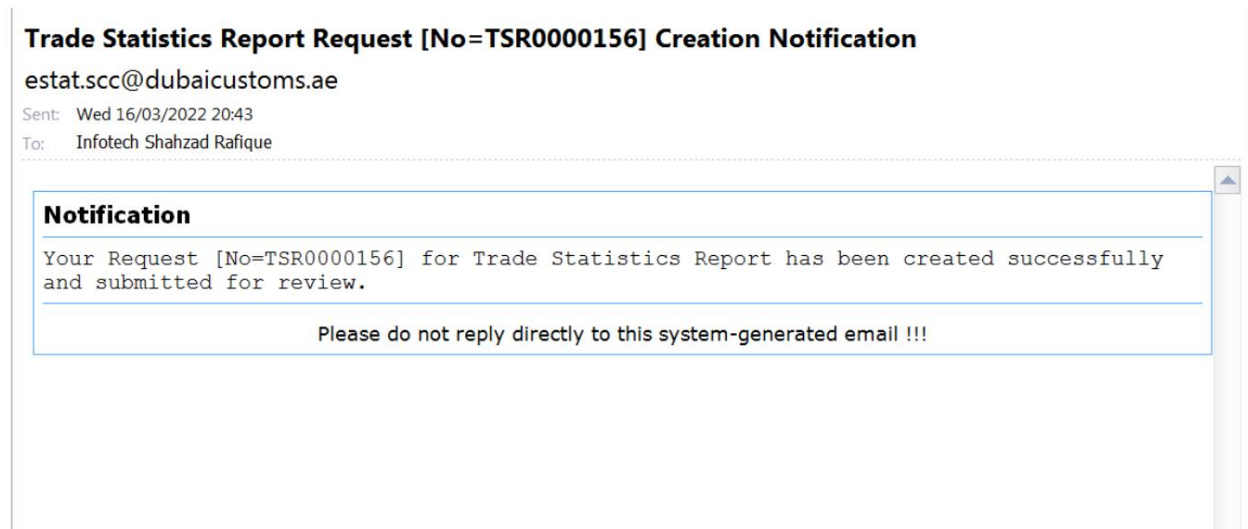 Trade Statistics Report Request [No=TSR0000156] Creation Notification
estat.scc@dubaicustoms.ae
Sent: Wed 16/03/2022 20:43
To: Infotech Shahzad Rafique
Notification
Your Request [No=TSR0000156] for Trade Statistics Report has been created successfully
and submitted for review.
Please do not reply directly to this system-generated email !!!